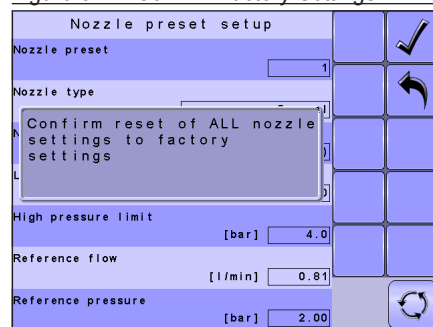 Nozzle preset setup
Nozzle preset
1
Nozzle type
Confirm reset of ALL nozzle
settings to factory
settings
High pressure limit
[bar] 4.0
Reference flow
[l/min] 0.81
Reference pressure
[bar] 2.00